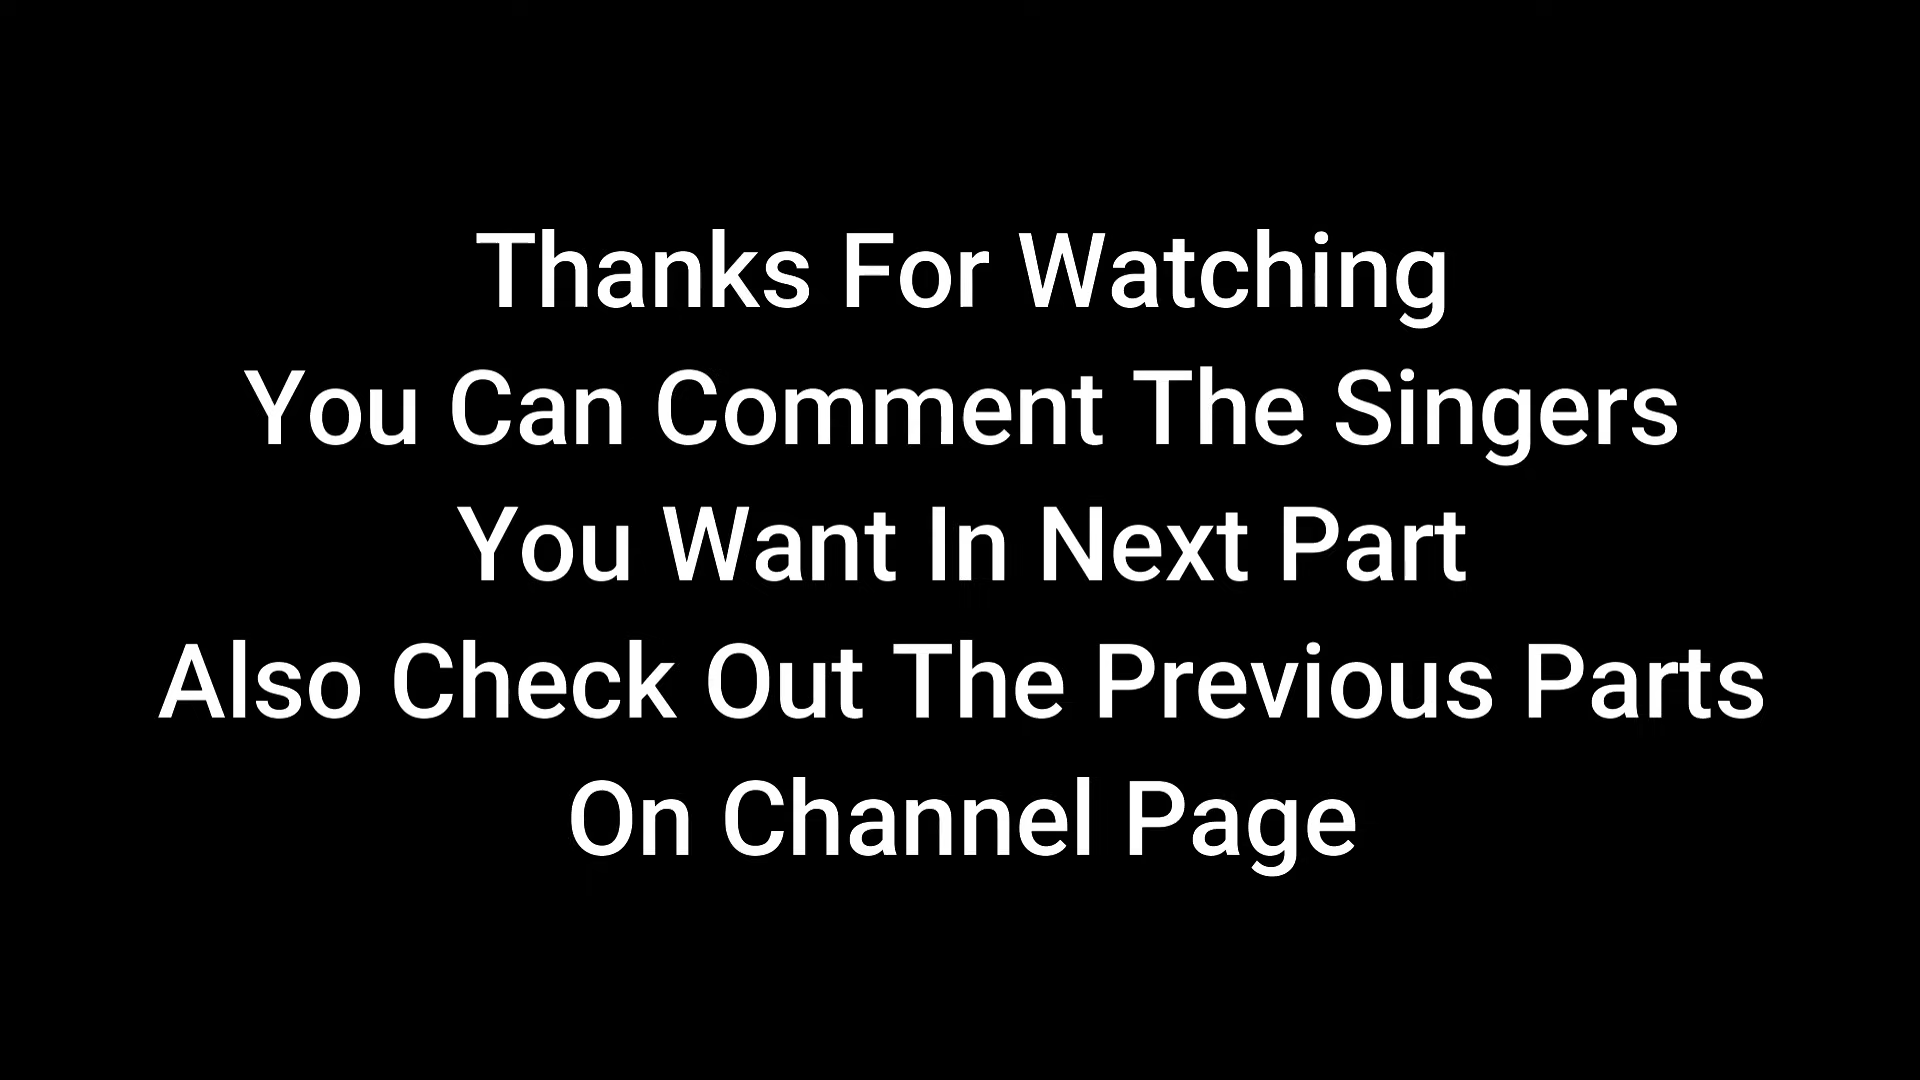 Thanks For Watching
You Can Comment The Singers
You Want In Next Part
Also Check Out The Previous Parts
On Channel Page